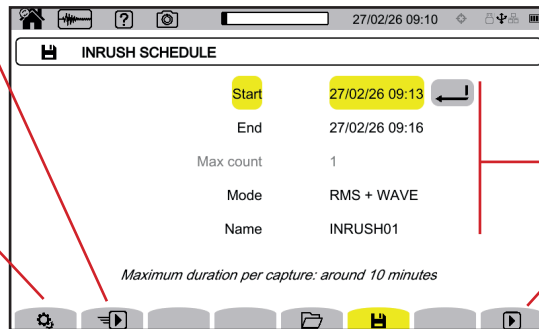 27/02/26 09:10
INRUSH SCHEDULE
Start 27/02/26 09:13
End 27/02/26 09:16
Max count 1
Mode RMS + WAVE
Name INRUSH01
Maximum duration per capture: around 10 minutes